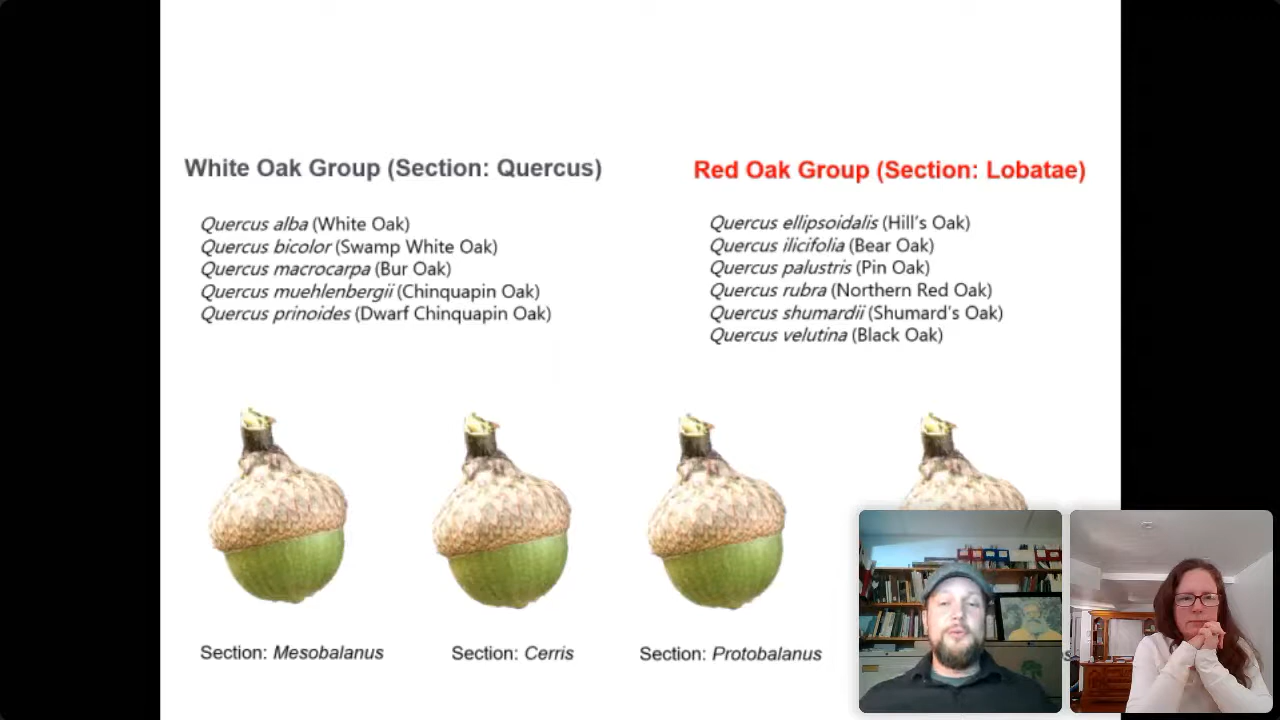 White Oak Group (Section: Quercus)
Quercus alba (White Oak)
Quercus bicolor (Swamp White Oak)
Quercus macrocarpa (Bur Oak)
Quercus muehlenbergii (Chinquapin Oak)
Quercus prinoides (Dwarf Chinquapin Oak)
Red Oak Group (Section: Lobatae)
Quercus ellipsoidalis (Hill's Oak)
Quercus ilicifolia (Bear Oak)
Quercus palustris (Pin Oak)
Quercus rubra (Northern Red Oak)
Quercus shumardii (Shumard's Oak)
Quercus velutina (Black Oak)
Section: Mesobalanus
Section: Cerris
Section: Protobalanus